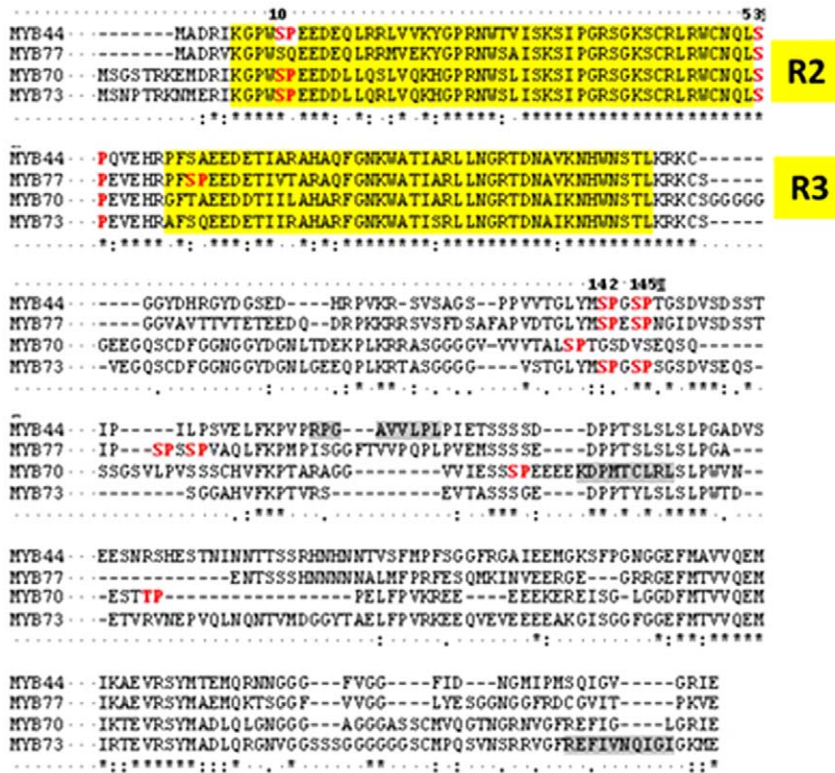 10 53
MYB44 -------MADRIKGPWSPEEDEQLRRLVVKYGPRNWTVISKSIPGRSGKSCRLRWCNQLS
MYB77 -------MADRVKGPWSQEEDEQLRRMVEKYGPRNWSAISKSIPGRSGKSCRLRWCNQLS
MYB70 MSGSTRKEMDRIKGPWSPEEDDLLQSLVQKHGPRNWSLISKSIPGRSGKSCRLRWCNQLS
MYB73 MSNPTRKNMERIKGPWSPEEDDLLQRLVQKHGPRNWSLISKSIPGRSGKSCRLRWCNQLS
R2
MYB44 PQVEHRPFSAEEDETIARAHAQFGNKWATIARLLNGRTDNAVKNHWNSTLKRKC------
MYB77 PEVEHRPFSPEEDETIVTARAQFGNKWATIARLLNGRTDNAVKNHWNSTLKRKCS-----
MYB70 PEVEHRGFTAEEDDTIILAHARFGNKWATIARLLNGRTDNAIKNHWNSTLKRKCSGGGGG
MYB73 PEVEHRAFSQEEDETIIRAHARFGNKWATISRLLNGRTDNAIKNHWNSTLKRKCS-----
R3
142 145
MYB44 ----GGYDHRGYDGSED---HRPVKR-SVSAGS--PPVVTGLYMSPGSPTGSDVSDSST
MYB77 ----GGVAVTTVTETEEDQ-DRPKKRRSVSFDSAFAPVDTGLYMSPESPNGIDVSDSST
MYB70 GEEGQSCDFGGNGGYDGNLTDEKPLKRRASGGGGV-VVVTALSPTGSDVSEQSQ----
MYB73 -VEGQSCDFGGNGGYDGNLGEEQPLKRTASGGGG---VSTGLYMSPGSPSGSDVSEQS-
MYB44 IP-----ILPSVELFKPVPRPG---AVVLPLPIETSSSSD---DPPTSLSLSLPGADVS
MYB77 IP---SPSSPVAQLFKPMPISGGFTVVPQPLPVEMSSSSE---DPPTSLSLSLPGA---
MYB70 SSGSVLPVSSSCHVFKPTARAGG-----VVIESSSPEEEEKDPMTCLRLSLPWVN-
MYB73 --------SGGAHVFKPTVRS-------EVTASSSGE----DPPTYLSLSLPWTD-
MYB44 EESNRSHESTNINNTTSSRHNHNNTVSFMPFSGGFRGAIEEMGKSFPGNGGEFMAVVQEM
MYB77 ------------ENTSSSHNNNNNALMFPRFESQMKINVEERGE---GRRGEFMTVVQEM
MYB70 -ESTTP--------------------PELFPVKREE---EEEKEREISG-LGGDFMTVVQEM
MYB73 ETVRVNEPVQLNQNTVMDGGYTAELFPVRKEEQVEVEEEEAKGISGGFGGEFMTVVQEM
MYB44 IKAEVRSYMTEMQRNNGGG---FVGG---FID--NGMIPMSQIGV----GRIE
MYB77 IKAEVRSYMAEMQKTSGGF---VVGG---LYESGGNGGFRDCGVIT----PKVE
MYB70 IKTEVRSYMADLQLGNGGG---AGGGASSCMVQGTNGRNVGFREFIG---LGRIE
MYB73 IRTEVRSYMADLQRGNVGGSSSGGGGGGSCMPQSVNSRRVGFREFIVNQIGIGKME